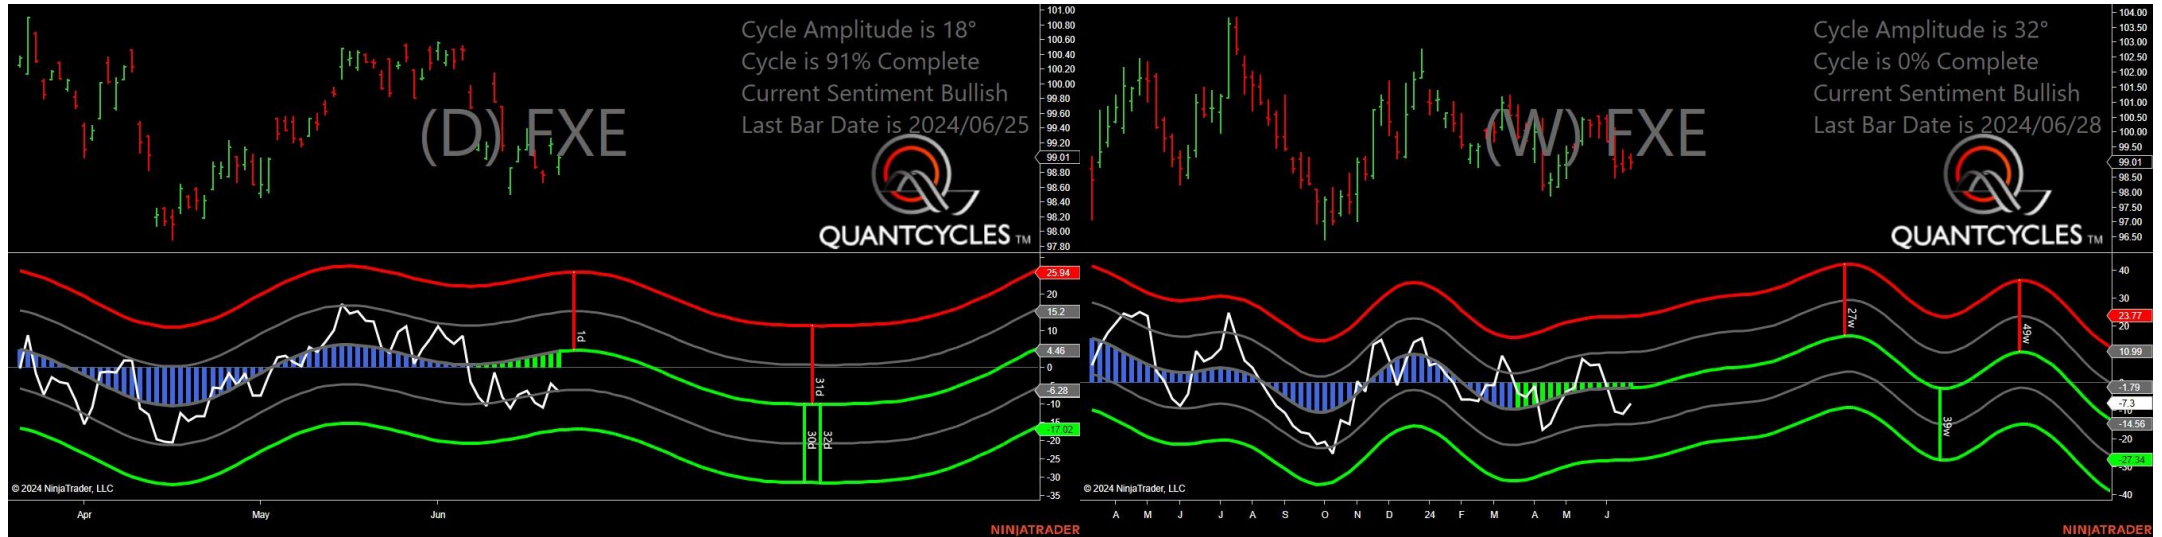 Cycle Amplitude is 18°
Cycle is 91% Complete
Current Sentiment Bullish
Last Bar Date is 2024/06/25
(D) FXE
QUANTCYCLES TM
101.00
100.80
100.60
100.40
100.20
100.00
99.80
99.60
99.40
99.20
99.01
98.80
98.60
98.40
98.20
98.00
97.80
25.94
20
15.2
10
4.46
0
-6.28
-10
-17.02
-20
-25
-30
-35
1d
31d
30d
32d
© 2024 NinjaTrader, LLC
Apr May Jun
NINJATRADER
Cycle Amplitude is 32°
Cycle is 0% Complete
Current Sentiment Bullish
Last Bar Date is 2024/06/28
(W) FXE
QUANTCYCLES TM
104.00
103.50
103.00
102.50
102.00
101.50
101.00
100.50
100.00
99.50
99.01
98.50
98.00
97.50
97.00
96.50
40
30
23.77
20
10.99
-1.79
-7.3
-14.56
-20
-27.34
-40
27w
49w
39w
© 2024 NinjaTrader, LLC
A M J J A S O N D 24 F M A M J
NINJATRADER